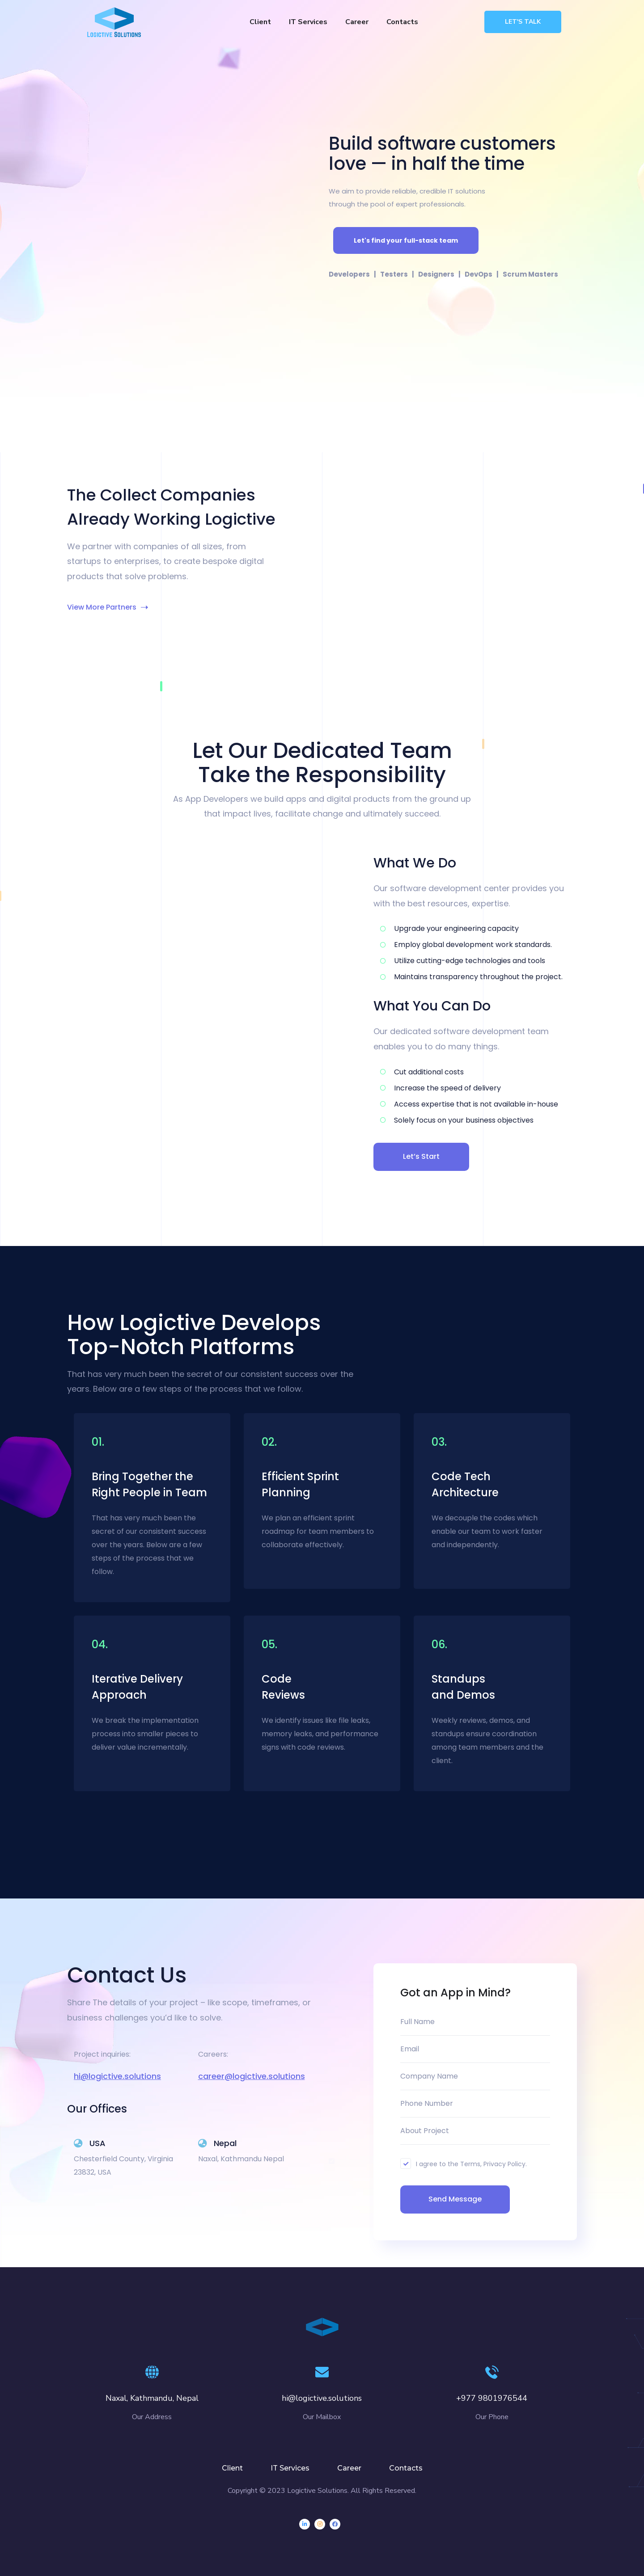 LOGICTIVE SOLUTIONS
Client
IT Services
Career
Contacts
LET'S TALK
Build software customers
love — in half the time
We aim to provide reliable, credible IT solutions
through the pool of expert professionals.
Let's find your full-stack team
Developers | Testers | Designers | DevOps | Scrum Masters
The Collect Companies
Already Working Logictive
We partner with companies of all sizes, from
startups to enterprises, to create bespoke digital
products that solve problems.
View More Partners →
Let Our Dedicated Team
Take the Responsibility
As App Developers we build apps and digital products from the ground up
that impact lives, facilitate change and ultimately succeed.
What We Do
Our software development center provides you
with the best resources, expertise.
Upgrade your engineering capacity
Employ global development work standards.
Utilize cutting-edge technologies and tools
Maintains transparency throughout the project.
What You Can Do
Our dedicated software development team
enables you to do many things.
Cut additional costs
Increase the speed of delivery
Access expertise that is not available in-house
Solely focus on your business objectives
Let's Start
How Logictive Develops
Top-Notch Platforms
That has very much been the secret of our consistent success over the
years. Below are a few steps of the process that we follow.
01.
Bring Together the
Right People in Team
That has very much been the
secret of our consistent success
over the years. Below are a few
steps of the process that we
follow.
02.
Efficient Sprint
Planning
We plan an efficient sprint
roadmap for team members to
collaborate effectively.
03.
Code Tech
Architecture
We decouple the codes which
enable our team to work faster
and independently.
04.
Iterative Delivery
Approach
We break the implementation
process into smaller pieces to
deliver value incrementally.
05.
Code
Reviews
We identify issues like file leaks,
memory leaks, and performance
signs with code reviews.
06.
Standups
and Demos
Weekly reviews, demos, and
standups ensure coordination
among team members and the
client.
Contact Us
Share The details of your project – like scope, timeframes, or
business challenges you'd like to solve.
Project inquiries:
hi@logictive.solutions
Careers:
career@logictive.solutions
Our Offices
USA
Chesterfield County, Virginia
23832, USA
Nepal
Naxal, Kathmandu Nepal
Got an App in Mind?
Full Name
Email
Company Name
Phone Number
About Project
I agree to the Terms, Privacy Policy.
Send Message
Naxal, Kathmandu, Nepal
Our Address
hi@logictive.solutions
Our Mailbox
+977 9801976544
Our Phone
Client
IT Services
Career
Contacts
Copyright © 2023 Logictive Solutions. All Rights Reserved.